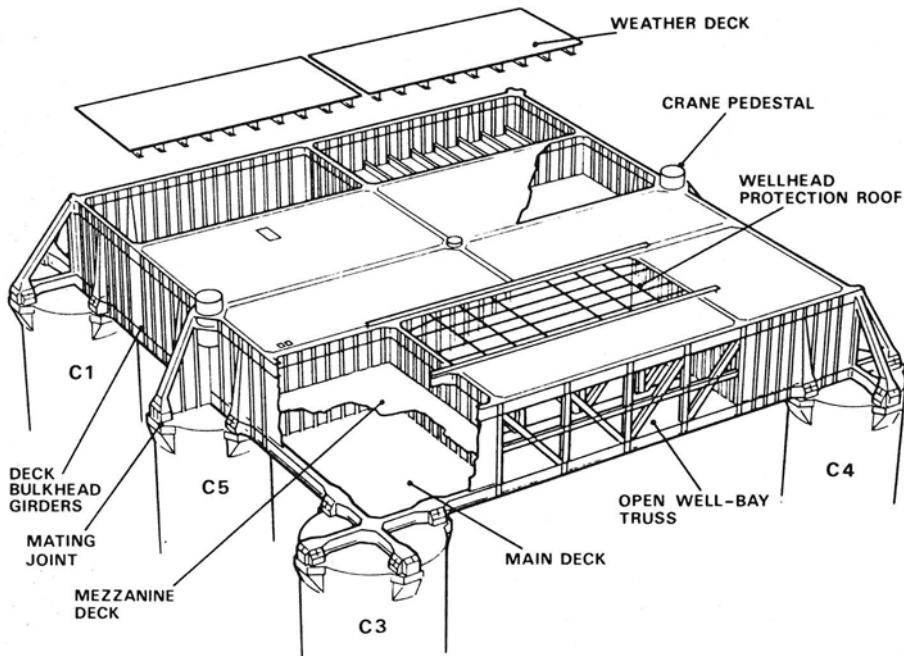 WEATHER DECK
CRANE PEDESTAL
WELLHEAD
PROTECTION ROOF
C1
C5
C4
DECK
BULKHEAD
GIRDERS
OPEN WELL-BAY
TRUSS
MATING
JOINT
MAIN DECK
MEZZANINE
DECK
C3